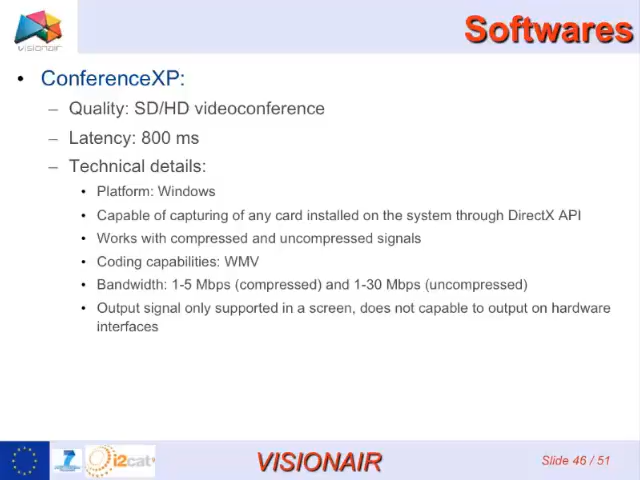 VISIONAIR
Softwares
• ConferenceXP:
– Quality: SD/HD videoconference
– Latency: 800 ms
– Technical details:
• Platform: Windows
• Capable of capturing of any card installed on the system through DirectX API
• Works with compressed and uncompressed signals
• Coding capabilities: WMV
• Bandwidth: 1-5 Mbps (compressed) and 1-30 Mbps (uncompressed)
• Output signal only supported in a screen, does not capable to output on hardware
interfaces
i2cat
VISIONAIR
Slide 46 / 51